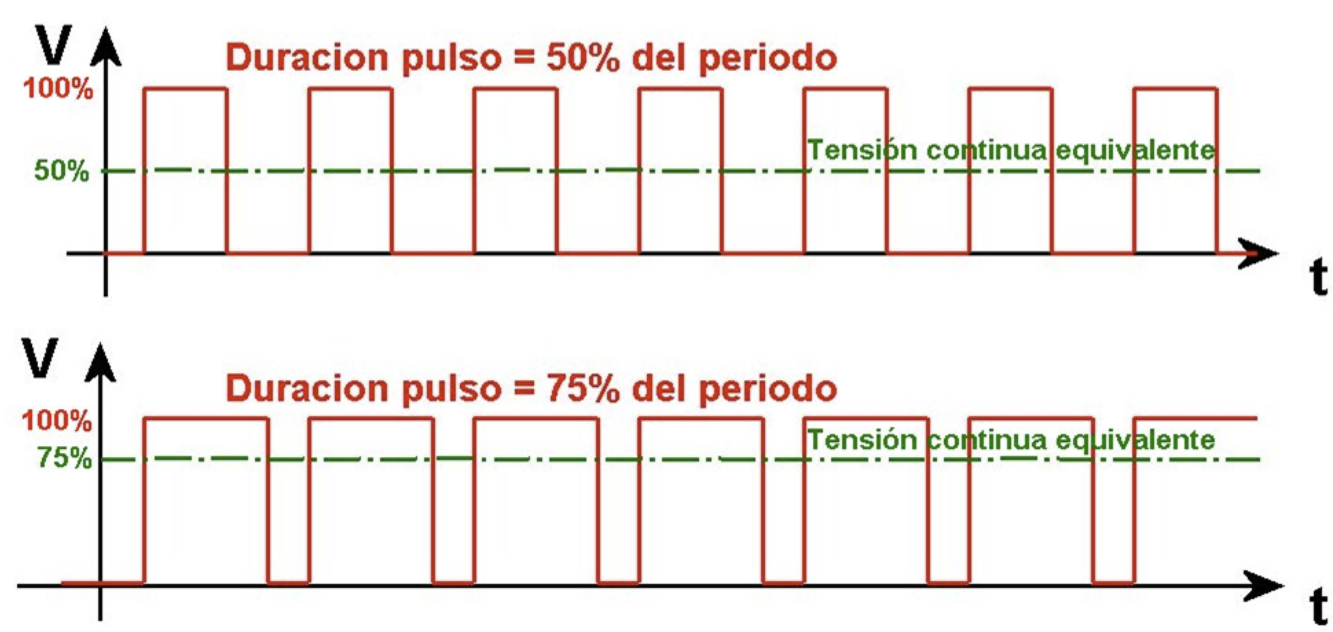 V
Duracion pulso = 50% del periodo
100%
Tensión continua equivalente
50%
t
V
Duracion pulso = 75% del periodo
100%
Tensión continua equivalente
75%
t